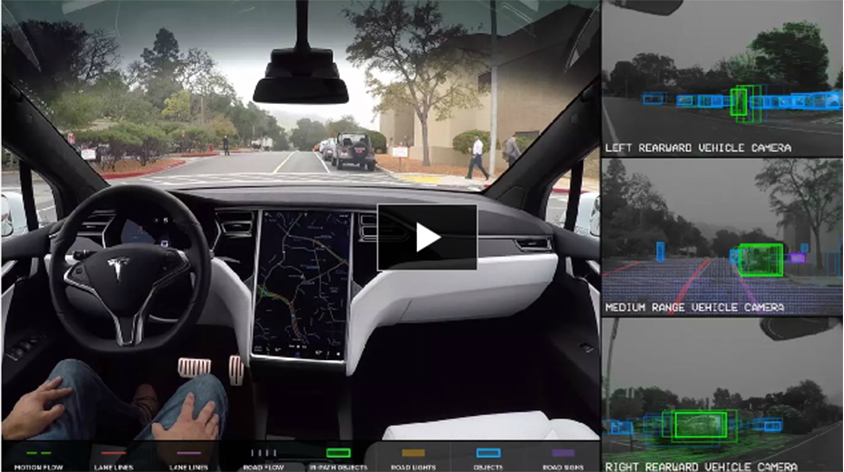 LEFT REARWARD VEHICLE CAMERA
MEDIUM RANGE VEHICLE CAMERA
RIGHT REARWARD VEHICLE CAMERA
MOTION FLOW LANE LINES LANE LINES ROAD FLOW IN-PATH OBJECTS ROAD LIGHTS OBJECTS ROAD SIGNS